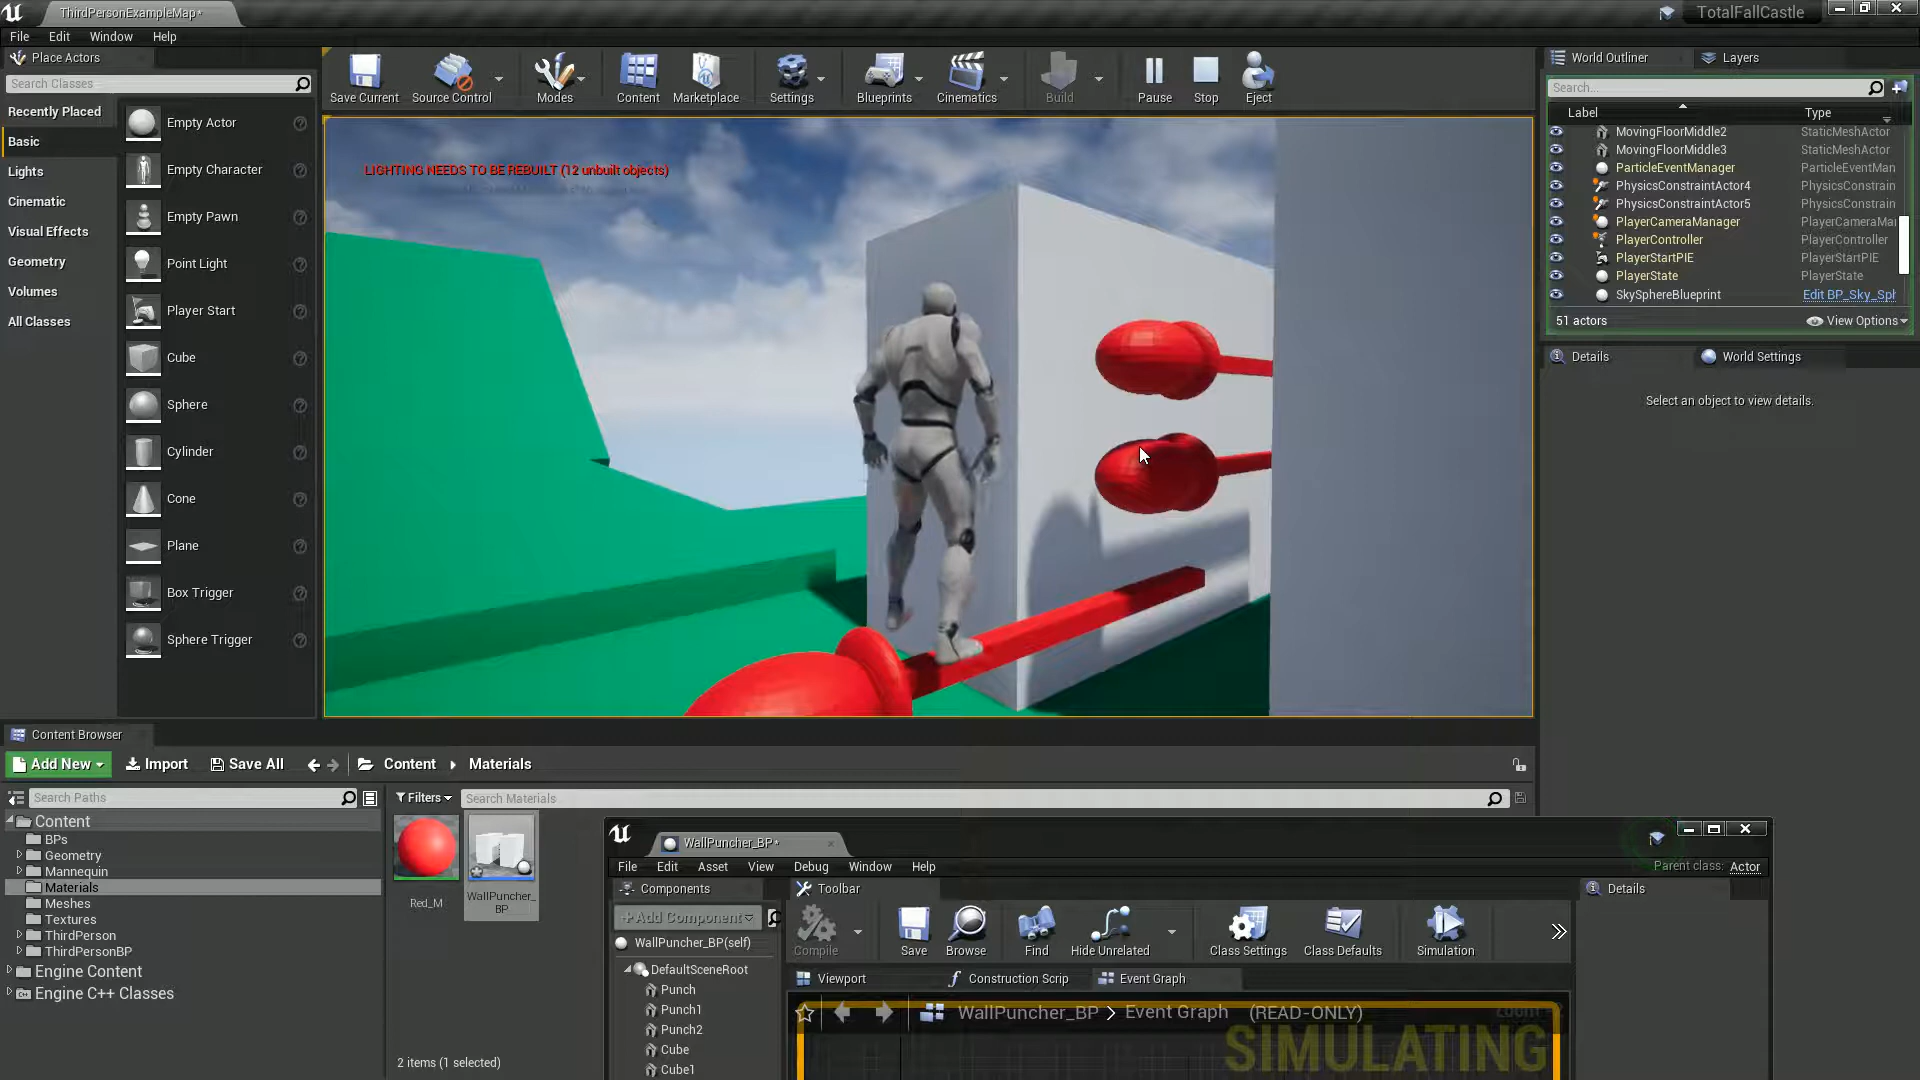 ThirdPersonExampleMap*
TotalFallCastle
File Edit Window Help
Place Actors
Search Classes
Recently Placed
Basic
Lights
Cinematic
Visual Effects
Geometry
Volumes
All Classes
Empty Actor
Empty Character
Empty Pawn
Point Light
Player Start
Cube
Sphere
Cylinder
Cone
Plane
Box Trigger
Sphere Trigger
Save Current Source Control Modes Content Marketplace Settings Blueprints Cinematics Build Pause Stop Eject
LIGHTING NEEDS TO BE REBUILT (12 unbuilt objects)
World Outliner Layers
Search...
Label Type
MovingFloorMiddle2 StaticMeshActor
MovingFloorMiddle3 StaticMeshActor
ParticleEventManager ParticleEventMan
PhysicsConstraintActor4 PhysicsConstrain
PhysicsConstraintActor5 PhysicsConstrain
PlayerCameraManager PlayerCameraMa
PlayerController PlayerController
PlayerStartPIE PlayerStartPIE
PlayerState PlayerState
SkySphereBlueprint Edit BP_Sky_Sph
51 actors View Options
Details World Settings
Select an object to view details.
Content Browser
Add New Import Save All Content Materials
Search Paths
Filters Search Materials
Content
BPs
Geometry
Mannequin
Materials
Meshes
Textures
ThirdPerson
ThirdPersonBP
Engine Content
Engine C++ Classes
Red_M
WallPuncher_
BP
2 items (1 selected)
WallPuncher_BP*
File Edit Asset View Debug Window Help
Parent class: Actor
Components Toolbar Details
+Add Component
WallPuncher_BP(self)
DefaultSceneRoot
Punch
Punch1
Punch2
Cube
Cube1
Compile Save Browse Find Hide Unrelated Class Settings Class Defaults Simulation
Viewport Construction Scrip Event Graph
WallPuncher_BP > Event Graph (READ-ONLY)
SIMULATING